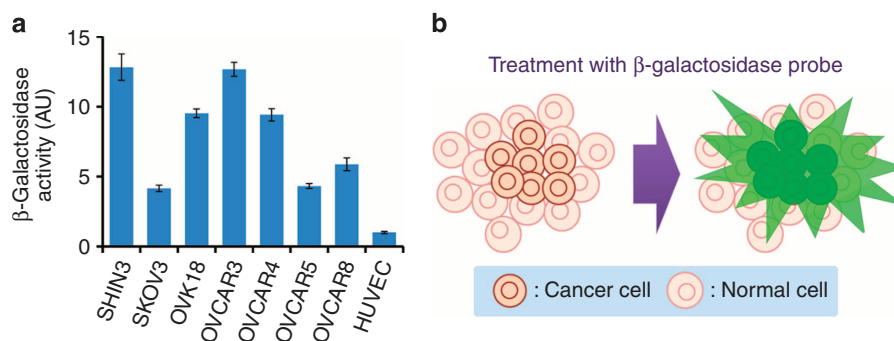 a
β-Galactosidase
activity (AU)
15
10
5
0
SHIN3
SKOV3
OVK18
OVCAR3
OVCAR4
OVCAR5
OVCAR8
HUVEC
b
Treatment with β-galactosidase probe
: Cancer cell
: Normal cell